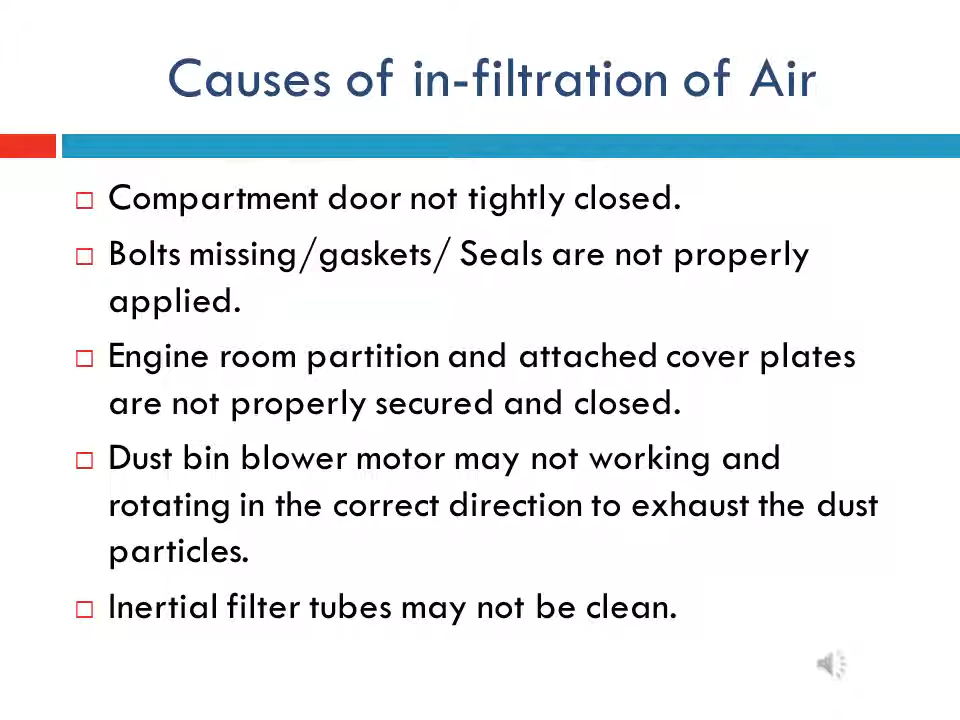 Causes of in-filtration of Air
Compartment door not tightly closed.
Bolts missing/gaskets/ Seals are not properly
applied.
Engine room partition and attached cover plates
are not properly secured and closed.
Dust bin blower motor may not working and
rotating in the correct direction to exhaust the dust
particles.
Inertial filter tubes may not be clean.